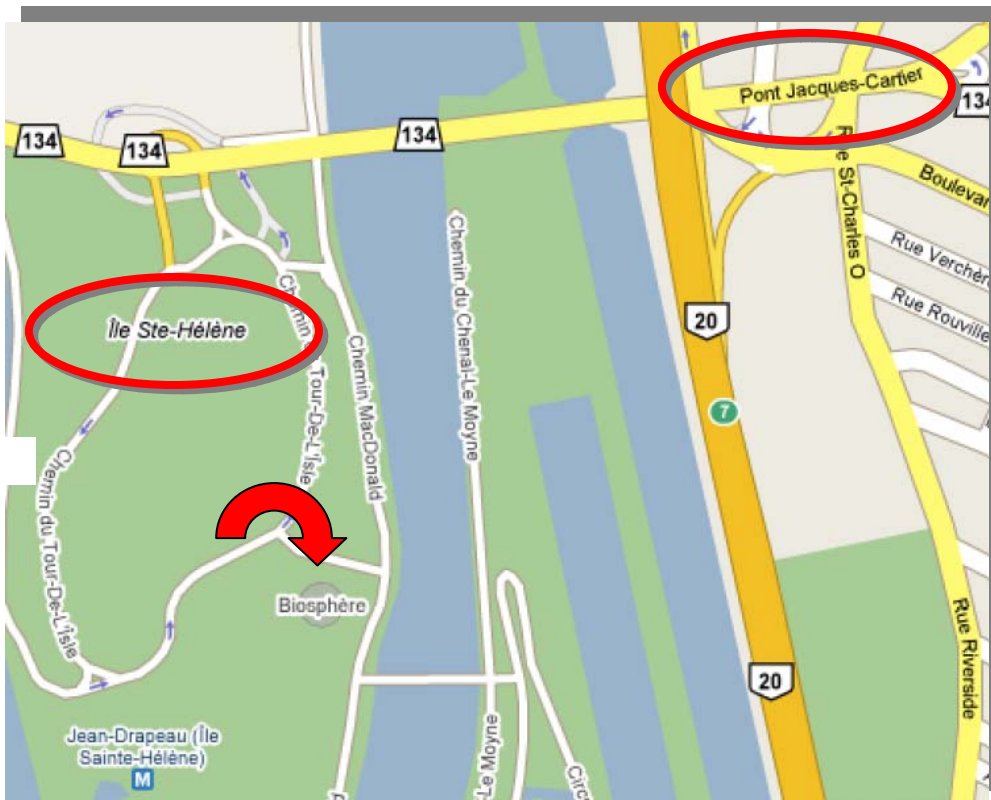 Pont Jacques-Cartier
134
134
134
134
Rue St-Charles O
Boulevar
Rue Verchère
Rue Rouville
Île Ste-Hélène
Chemin du Tour-De-L'Isle
Chemin MacDonald
Chemin du Chenal-Le Moyne
20
7
Chemin du Tour-De-L'Isle
Biosphère
Rue Riverside
20
Jean-Drapeau (Île
Sainte-Hélène)
M
Le Moyne
Circ